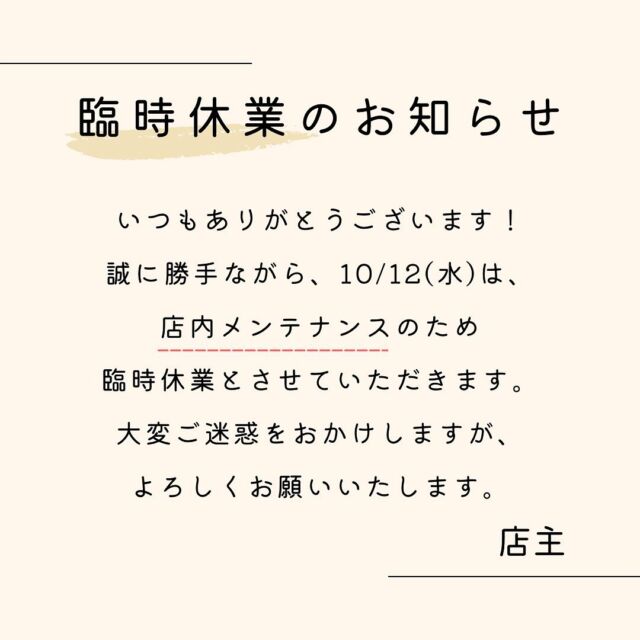 臨時休業のお知らせ
いつもありがとうございます！
誠に勝手ながら、10/12(水)は、
店内メンテナンスのため
臨時休業とさせていただきます。
大変ご迷惑をおかけしますが、
よろしくお願いいたします。
店主